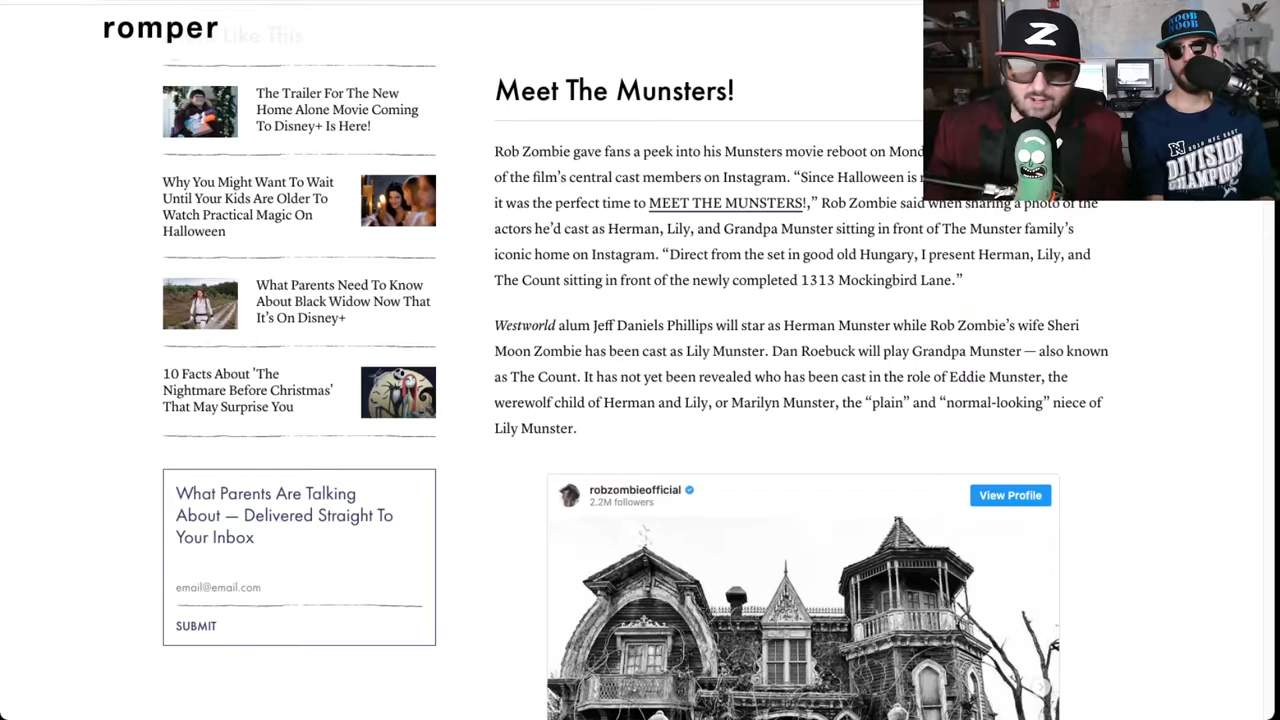 romper
Like This
The Trailer For The New
Home Alone Movie Coming
To Disney+ Is Here!
Why You Might Want To Wait
Until Your Kids Are Older To
Watch Practical Magic On
Halloween
What Parents Need To Know
About Black Widow Now That
It's On Disney+
10 Facts About 'The
Nightmare Before Christmas'
That May Surprise You
What Parents Are Talking
About — Delivered Straight To
Your Inbox
email@email.com
SUBMIT
Meet The Munsters!
Rob Zombie gave fans a peek into his Munsters movie reboot on
of the film's central cast members on Instagram. “Since Halloween is
it was the perfect time to MEET THE MUNSTERS!,” Rob Zombie said when sharing a photo of the
actors he'd cast as Herman, Lily, and Grandpa Munster sitting in front of The Munster family's
iconic home on Instagram. “Direct from the set in good old Hungary, I present Herman, Lily, and
The Count sitting in front of the newly completed 1313 Mockingbird Lane.”
Westworld alum Jeff Daniels Phillips will star as Herman Munster while Rob Zombie's wife Sheri
Moon Zombie has been cast as Lily Munster. Dan Roebuck will play Grandpa Munster — also known
as The Count. It has not yet been revealed who has been cast in the role of Eddie Munster, the
werewolf child of Herman and Lily, or Marilyn Munster, the “plain” and “normal-looking” niece of
Lily Munster.
robzombieofficial
2.2M followers
View Profile
Z
NOOB
NOOB
NFC EAST
DIVISION
CHAMPIONS